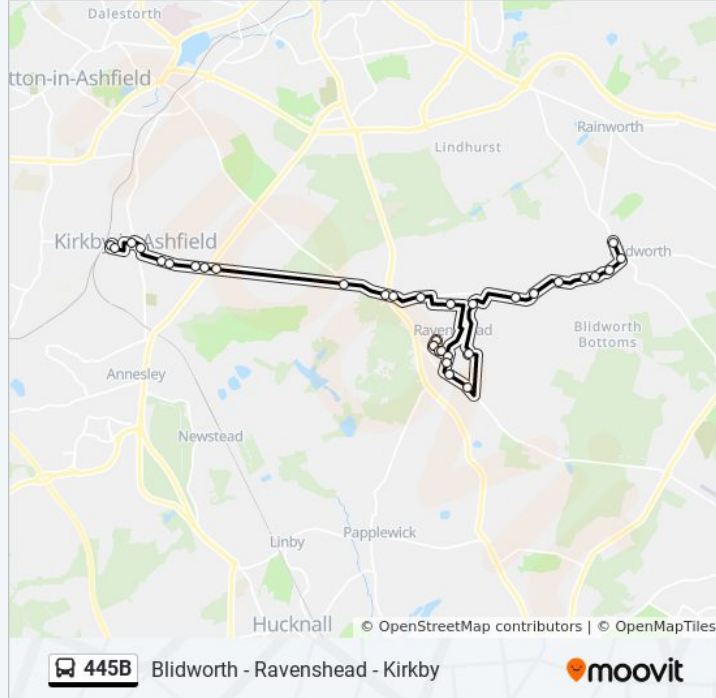 Dalestorth
tton-in-Ashfield
Rainworth
Lindhurst
Kirkby-in-Ashfield
dworth
Ravenshead
Blidworth
Bottoms
Annesley
Newstead
Papplewick
Linby
Hucknall
© OpenStreetMap contributors | © OpenMapTiles
445B Blidworth - Ravenshead - Kirkby moovit